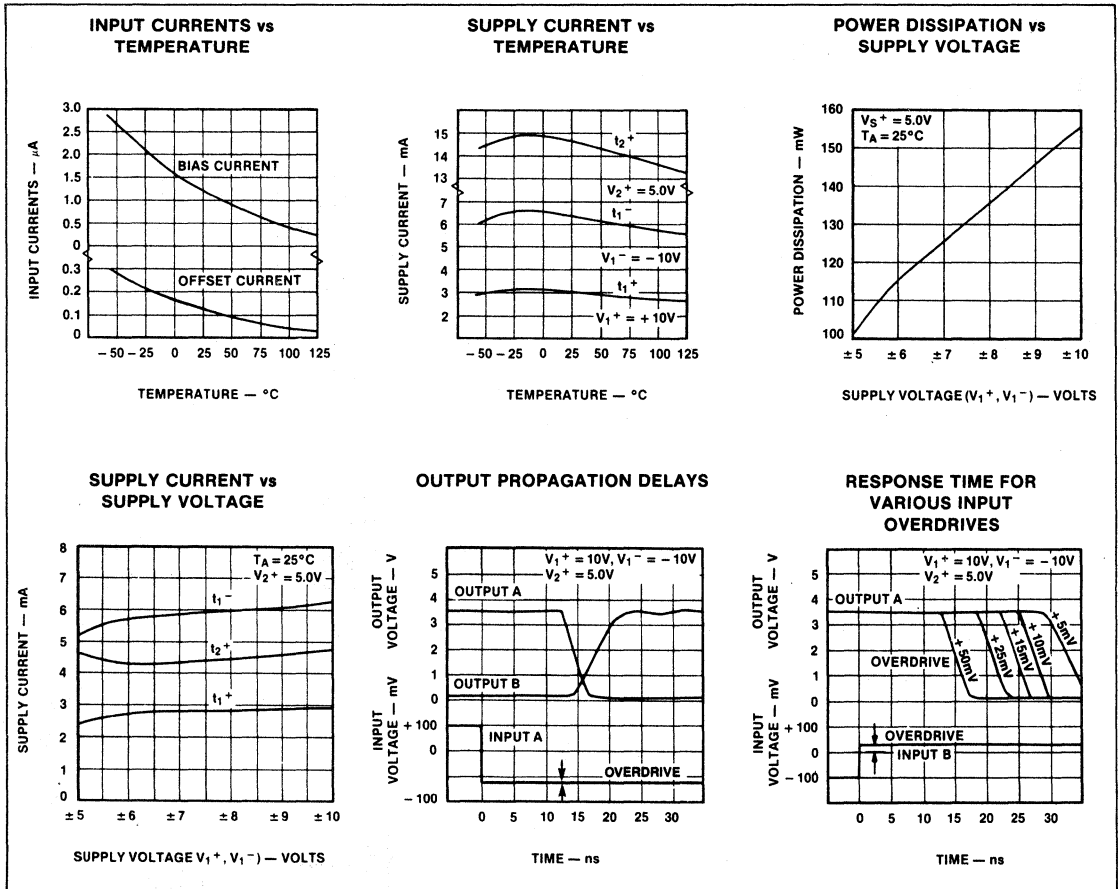 INPUT CURRENTS vs
TEMPERATURE
INPUT CURRENTS — μA
3.0
2.5
2.0
1.5
1.0
0.5
0
0.3
0.2
0.1
0
BIAS CURRENT
OFFSET CURRENT
− 50 − 25 0 25 50 75 100 125
TEMPERATURE — °C
SUPPLY CURRENT vs
TEMPERATURE
SUPPLY CURRENT — mA
15
14
13
7
6
5
4
3
2
t₂⁺
V₂⁺ = 5.0V
t₁⁻
V₁⁻ = − 10V
t₁⁺
V₁⁺ = + 10V
− 50 − 25 0 25 50 75 100 125
TEMPERATURE — °C
POWER DISSIPATION vs
SUPPLY VOLTAGE
POWER DISSIPATION — mW
160
150
140
130
120
110
100
VS⁺ = 5.0V
TA = 25°C
± 5 ± 6 ± 7 ± 8 ± 9 ± 10
SUPPLY VOLTAGE (V₁⁺, V₁⁻) — VOLTS
SUPPLY CURRENT vs
SUPPLY VOLTAGE
SUPPLY CURRENT — mA
8
7
6
5
4
3
2
1
0
TA = 25°C
V₂⁺ = 5.0V
t₁⁻
t₂⁺
t₁⁺
± 5 ± 6 ± 7 ± 8 ± 9 ± 10
SUPPLY VOLTAGE V₁⁺, V₁⁻) — VOLTS
OUTPUT PROPAGATION DELAYS
OUTPUT
VOLTAGE — V
5
4
3
2
1
0
V₁⁺ = 10V, V₁⁻ = − 10V
V₂⁺ = 5.0V
OUTPUT A
OUTPUT B
INPUT
VOLTAGE — mV
+ 100
0
− 100
INPUT A
OVERDRIVE
0 5 10 15 20 25 30
TIME — ns
RESPONSE TIME FOR
VARIOUS INPUT
OVERDRIVES
OUTPUT
VOLTAGE — V
5
4
3
2
1
0
V₁⁺ = 10V, V₁⁻ = − 10V
V₂⁺ = 5.0V
OUTPUT A
OVERDRIVE
+ 50mV
+ 25mV
+ 15mV
+ 10mV
+ 5mV
INPUT
VOLTAGE — mV
+ 100
0
− 100
OVERDRIVE
INPUT B
0 5 10 15 20 25 30
TIME — ns